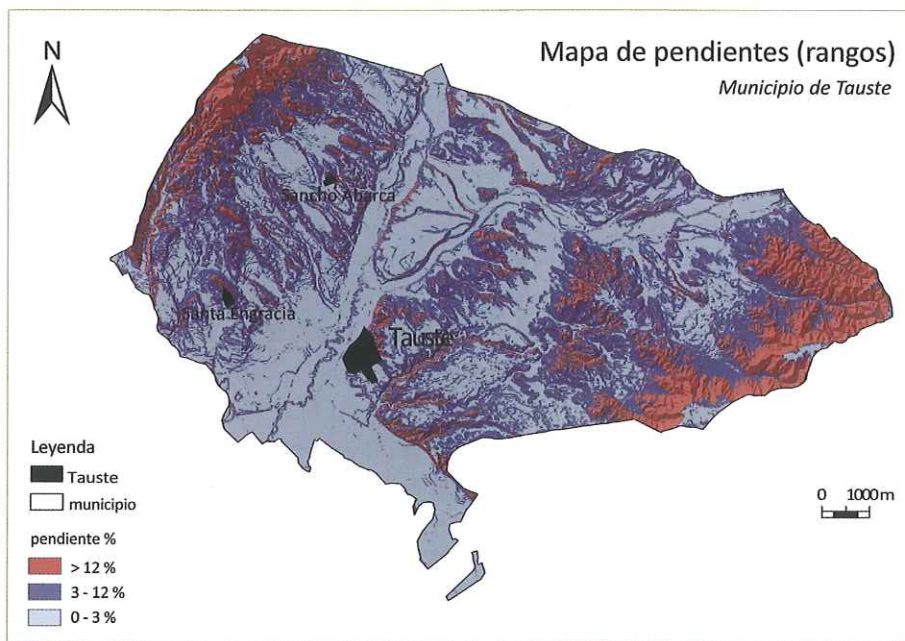 Mapa de pendientes (rangos)
Municipio de Tauste
N
Sancho Abarca
Santa Engracia
Tauste
Leyenda
Tauste
municipio
pendiente %
> 12 %
3 - 12 %
0 - 3 %
0 1000 m